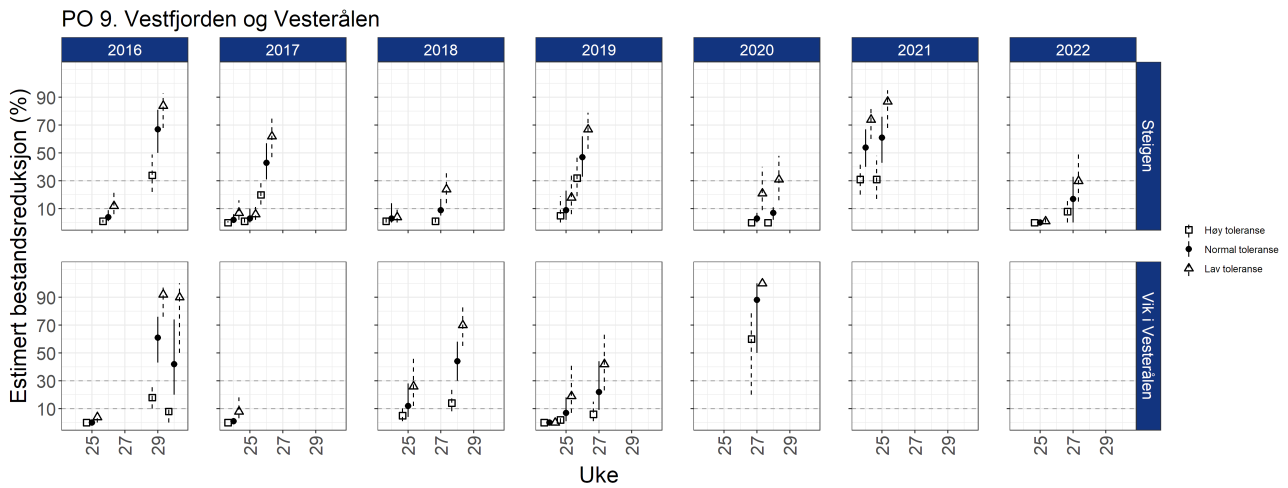 PO 9. Vestfjorden og Vesterålen
2016 2017 2018 2019 2020 2021 2022
Estimert bestandsreduksjon (%)
90
70
50
30
10
Steigen
90
70
50
30
10
Vik i Vesterålen
25 27 29 25 27 29 25 27 29 25 27 29 25 27 29 25 27 29 25 27 29
Uke
Høy toleranse
Normal toleranse
Lav toleranse